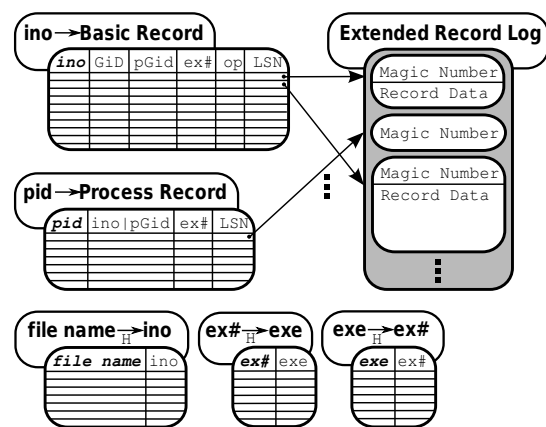 ino→Basic Record
ino GiD pGid ex# op LSN
Extended Record Log
Magic Number
Record Data
Magic Number
Magic Number
Record Data
pid→Process Record
pid ino|pGid ex# LSN
file name→H ino
file name ino
ex#→H exe
ex# exe
exe→H ex#
exe ex#